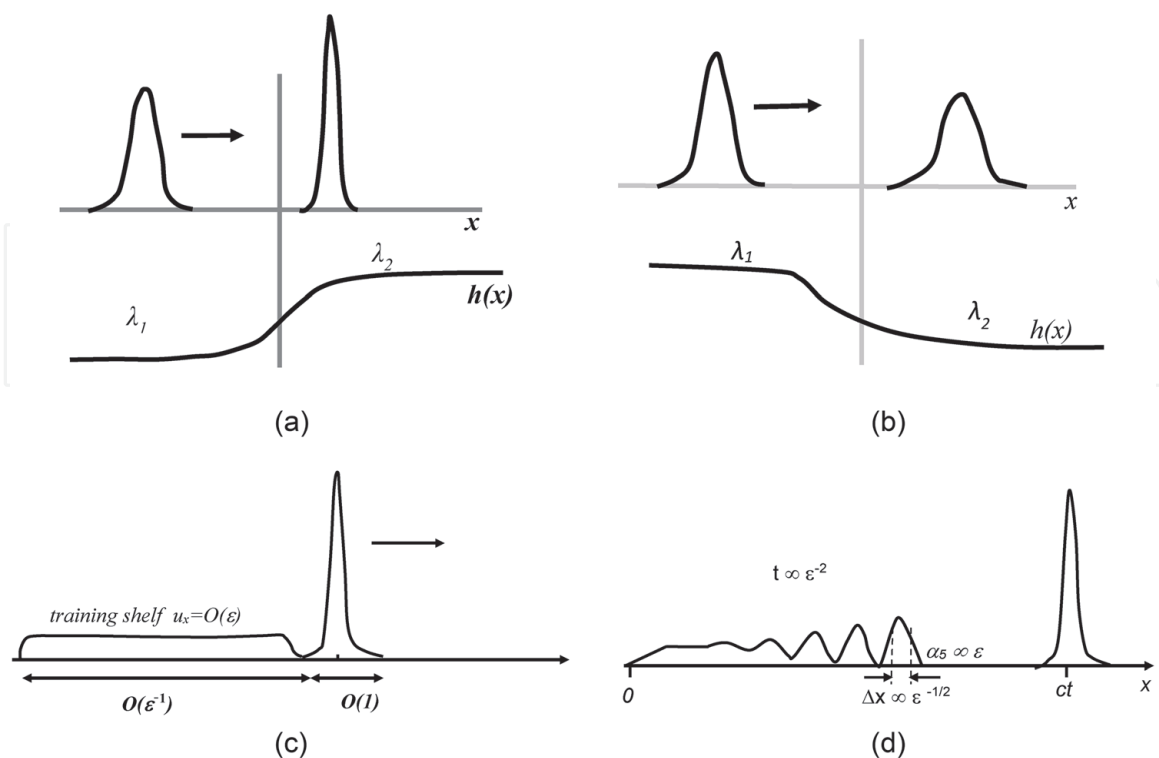 x
λ₂
h(x)
λ₁
(a)
x
λ₁
λ₂
h(x)
(b)
training shelf uₓ=O(ε)
O(ε⁻¹)
O(1)
(c)
t ∞ ε⁻²
α₅ ∞ ε
0
Δx ∞ ε⁻¹/²
ct
x
(d)